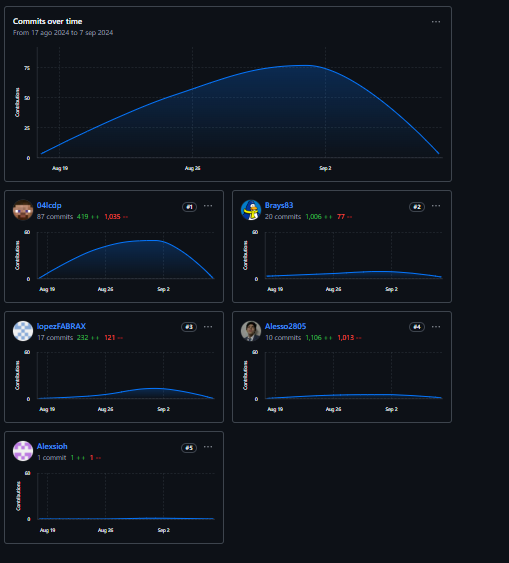 Commits over time
From 17 ago 2024 to 7 sep 2024
Contributions
75
50
25
0
Aug 19
Aug 26
Sep 2
04lcdp
#1
87 commits 419 ++ 1,035 --
Contributions
60
0
Aug 19
Aug 26
Sep 2
Brays83
#2
20 commits 1,006 ++ 77 --
Contributions
60
0
Aug 19
Aug 26
Sep 2
lopezFABRAX
#3
17 commits 232 ++ 121 --
Contributions
60
0
Aug 19
Aug 26
Sep 2
Alesso2805
#4
10 commits 1,106 ++ 1,013 --
Contributions
60
0
Aug 19
Aug 26
Sep 2
Alexsioh
#5
1 commit 1 ++ 1 --
Contributions
60
0
Aug 19
Aug 26
Sep 2